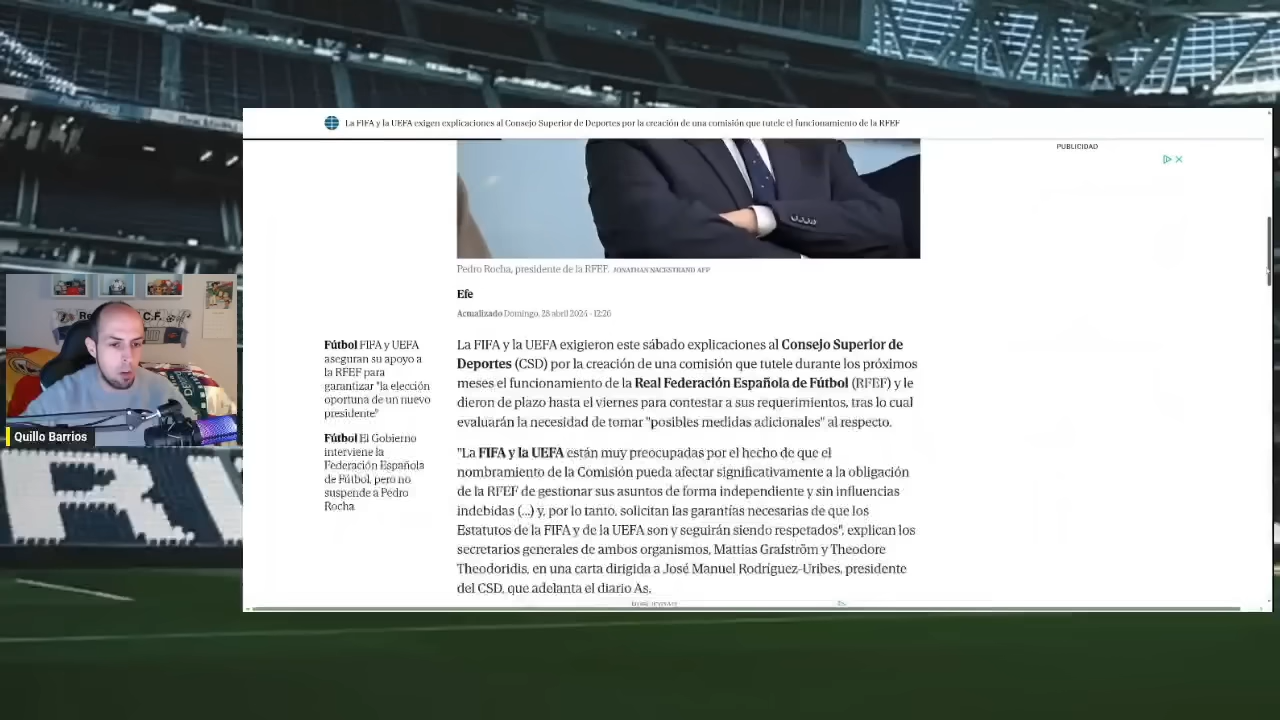 La FIFA y la UEFA exigen explicaciones al Consejo Superior de Deportes por la creación de una comisión que tutele el funcionamiento de la RFEF
PUBLICIDAD
Pedro Rocha, presidente de la RFEF. JONATHAN NACKSTRAND AFP
Efe
Actualizado Domingo, 28 abril 2024 - 12:26
Fútbol FIFA y UEFA
aseguran su apoyo a
la RFEF para
garantizar "la elección
oportuna de un nuevo
presidente"
Fútbol El Gobierno
interviene la
Federación Española
de Fútbol, pero no
suspende a Pedro
Rocha
La FIFA y la UEFA exigieron este sábado explicaciones al Consejo Superior de
Deportes (CSD) por la creación de una comisión que tutele durante los próximos
meses el funcionamiento de la Real Federación Española de Fútbol (RFEF) y le
dieron de plazo hasta el viernes para contestar a sus requerimientos, tras lo cual
evaluarán la necesidad de tomar "posibles medidas adicionales" al respecto.
"La FIFA y la UEFA están muy preocupadas por el hecho de que el
nombramiento de la Comisión pueda afectar significativamente a la obligación
de la RFEF de gestionar sus asuntos de forma independiente y sin influencias
indebidas (...) y, por lo tanto, solicitan las garantías necesarias de que los
Estatutos de la FIFA y de la UEFA son y seguirán siendo respetados", explican los
secretarios generales de ambos organismos, Mattias Grafström y Theodore
Theodoridis, en una carta dirigida a José Manuel Rodríguez-Uribes, presidente
del CSD, que adelanta el diario As.
Quillo Barrios
RI